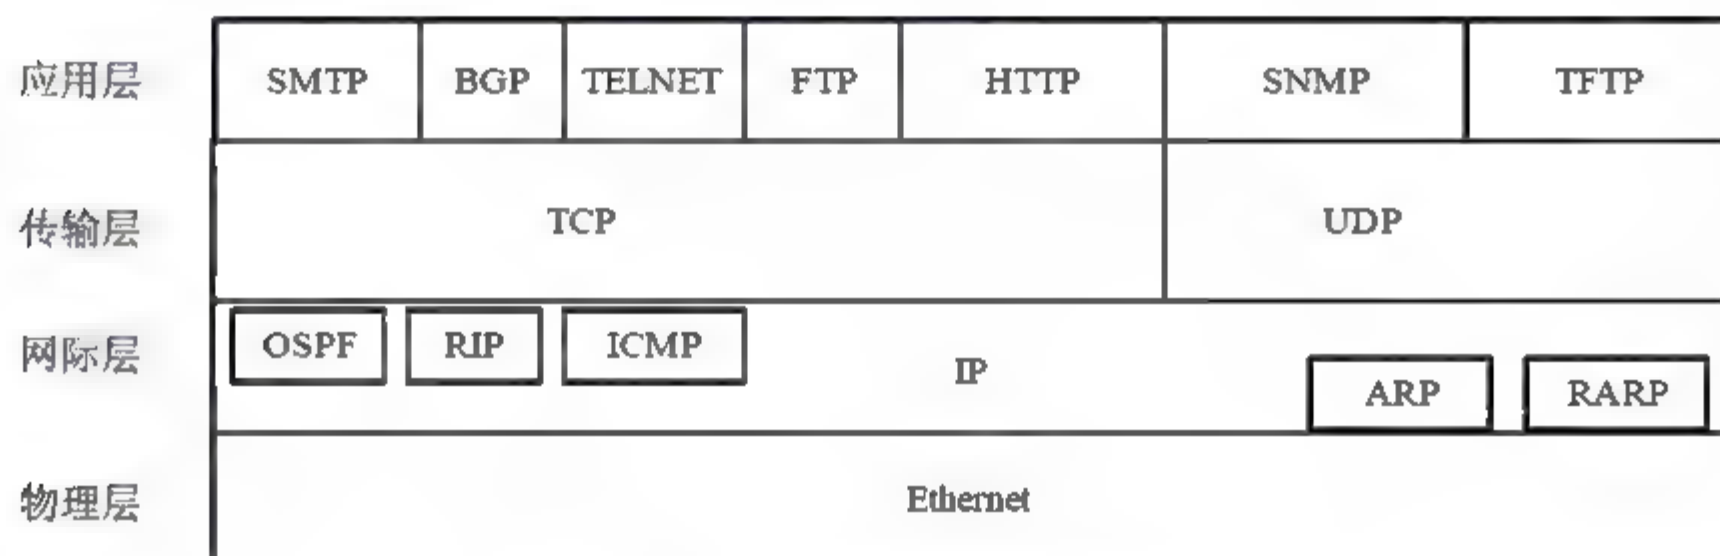 应用层 SMTP BGP TELNET FTP HTTP SNMP TFTP
传输层 TCP UDP
网际层 OSPF RIP ICMP IP ARP RARP
物理层 Ethernet